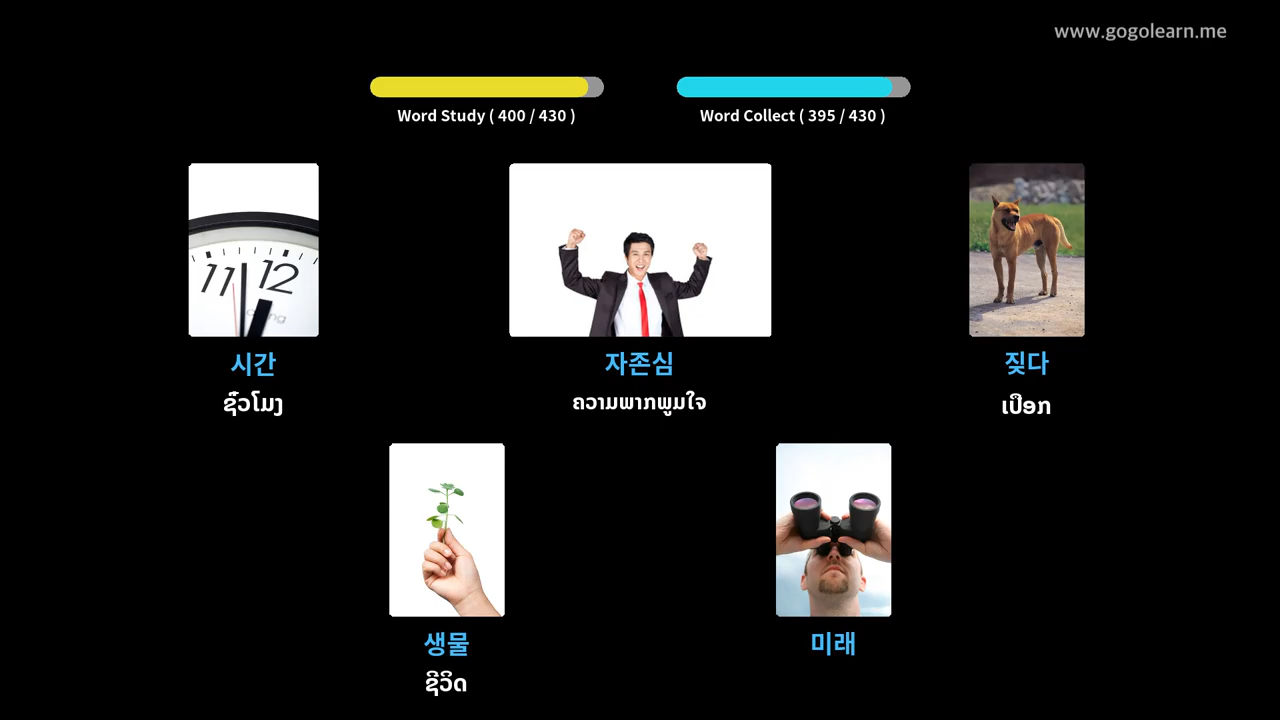 www.gogolearn.me
Word Study ( 400 / 430 )
Word Collect ( 395 / 430 )
11 12
시간
ຊົ່ວໂມງ
자존심
ຄວາມພາກພູມໃຈ
짖다
ເປືອກ
생물
ຊີວິດ
미래